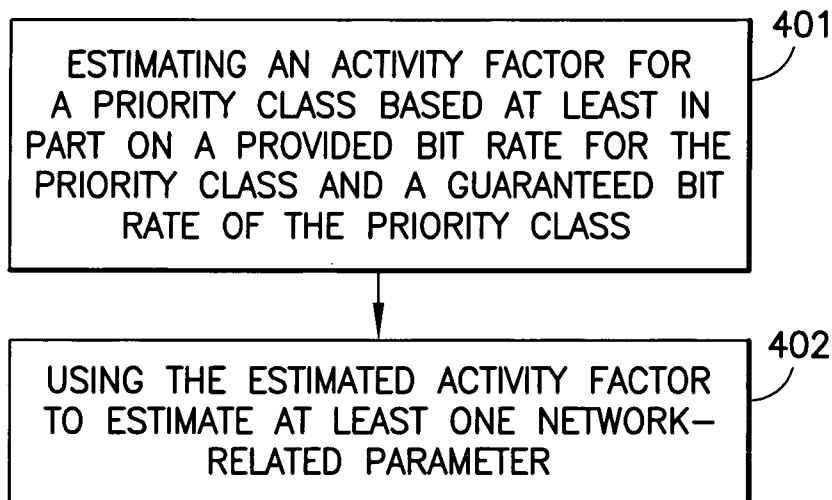 401
ESTIMATING AN ACTIVITY FACTOR FOR
A PRIORITY CLASS BASED AT LEAST IN
PART ON A PROVIDED BIT RATE FOR THE
PRIORITY CLASS AND A GUARANTEED BIT
RATE OF THE PRIORITY CLASS
402
USING THE ESTIMATED ACTIVITY FACTOR
TO ESTIMATE AT LEAST ONE NETWORK–
RELATED PARAMETER